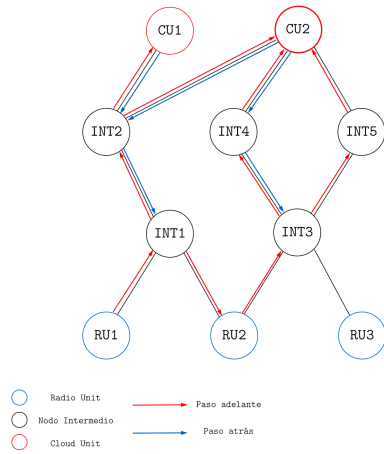 CU1
CU2
INT2
INT4
INT5
INT1
INT3
RU1
RU2
RU3
Radio Unit
Nodo Intermedio
Paso adelante
Cloud Unit
Paso atrás